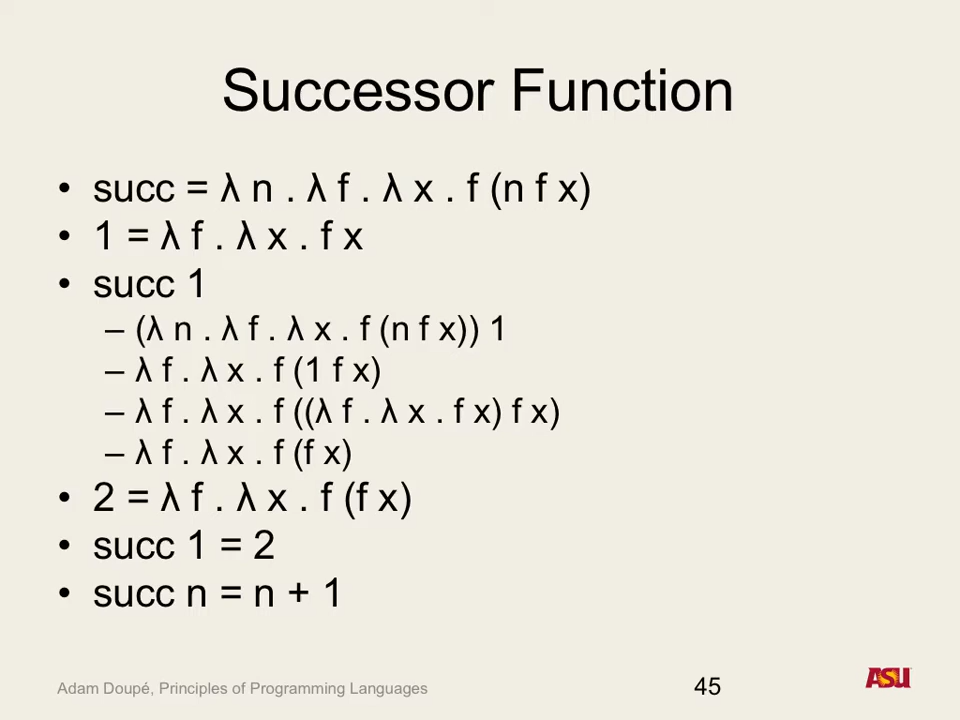 Successor Function
• succ = λ n . λ f . λ x . f (n f x)
• 1 = λ f . λ x . f x
• succ 1
– (λ n . λ f . λ x . f (n f x)) 1
– λ f . λ x . f (1 f x)
– λ f . λ x . f ((λ f . λ x . f x) f x)
– λ f . λ x . f (f x)
• 2 = λ f . λ x . f (f x)
• succ 1 = 2
• succ n = n + 1
Adam Doupé, Principles of Programming Languages
45
ASU